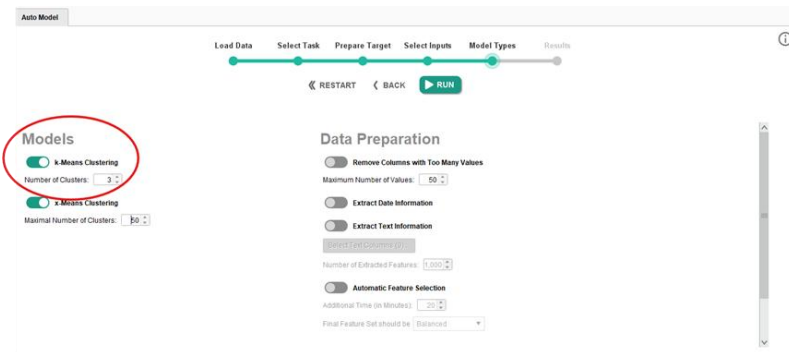 Auto Model
Load Data Select Task Prepare Target Select Inputs Model Types Results
RESTART BACK RUN
Models
k-Means Clustering
Number of Clusters: 3
x-Means Clustering
Maximal Number of Clusters: 50
Data Preparation
Remove Columns with Too Many Values
Maximum Number of Values: 50
Extract Date Information
Extract Text Information
Select Text Columns (0)...
Number of Extracted Features: 1,000
Automatic Feature Selection
Additional Time (in Minutes): 20
Final Feature Set should be Balanced